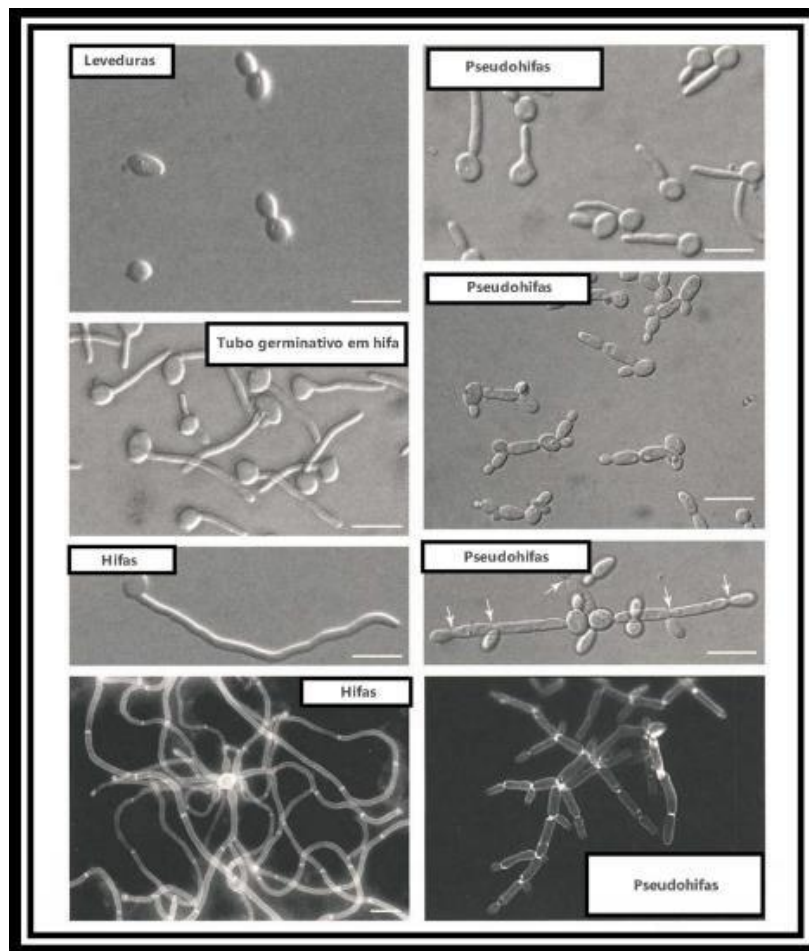 Leveduras
Pseudohifas
Tubo germinativo em hifa
Pseudohifas
Hifas
Pseudohifas
Hifas
Pseudohifas